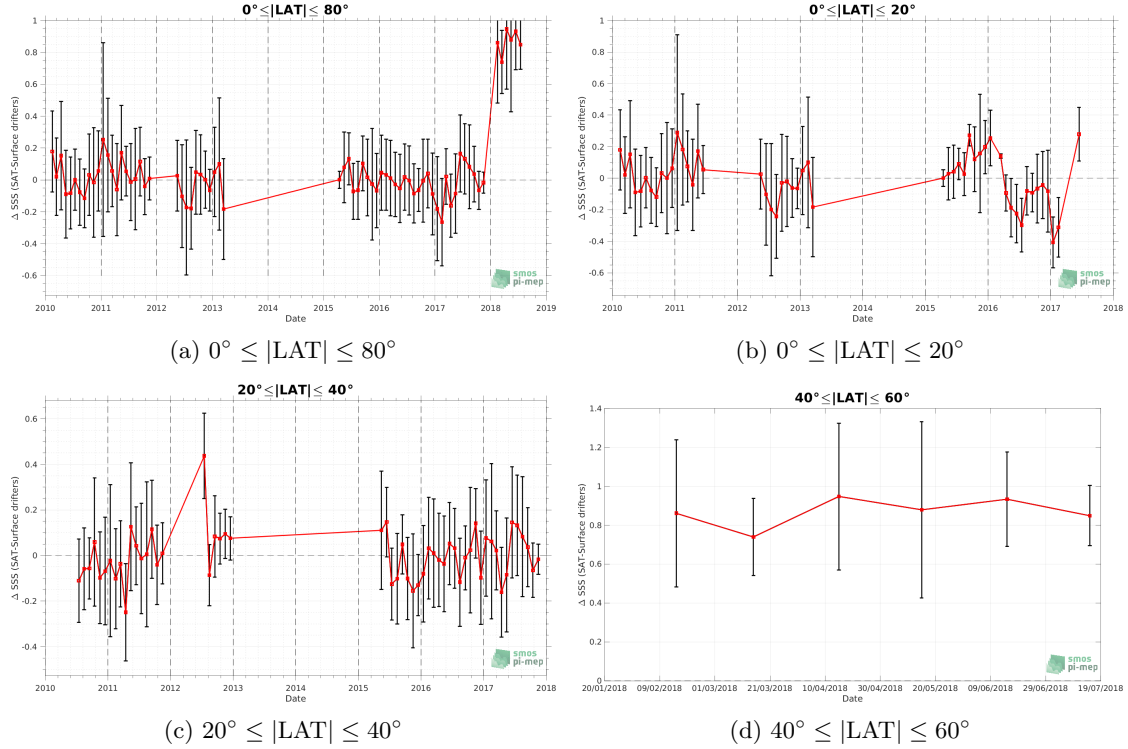 0°≤|LAT|≤ 80°
Δ SSS (SAT-Surface drifters)
1
0.8
0.6
0.4
0.2
0
-0.2
-0.4
-0.6
2010 2011 2012 2013 2014 2015 2016 2017 2018 2019
Date
smos
pi-mep
(a) 0° ≤ |LAT| ≤ 80°
0°≤|LAT|≤ 20°
Δ SSS (SAT-Surface drifters)
1
0.8
0.6
0.4
0.2
0
-0.2
-0.4
-0.6
2010 2011 2012 2013 2014 2015 2016 2017 2018
Date
smos
pi-mep
(b) 0° ≤ |LAT| ≤ 20°
20°≤|LAT|≤ 40°
Δ SSS (SAT-Surface drifters)
0.6
0.4
0.2
0
-0.2
-0.4
2010 2011 2012 2013 2014 2015 2016 2017 2018
Date
smos
pi-mep
(c) 20° ≤ |LAT| ≤ 40°
40°≤|LAT|≤ 60°
Δ SSS (SAT-Surface drifters)
1.4
1.2
1
0.8
0.6
0.4
0.2
0
20/01/2018 09/02/2018 01/03/2018 21/03/2018 10/04/2018 30/04/2018 20/05/2018 09/06/2018 29/06/2018 19/07/2018
Date
smos
pi-mep
(d) 40° ≤ |LAT| ≤ 60°